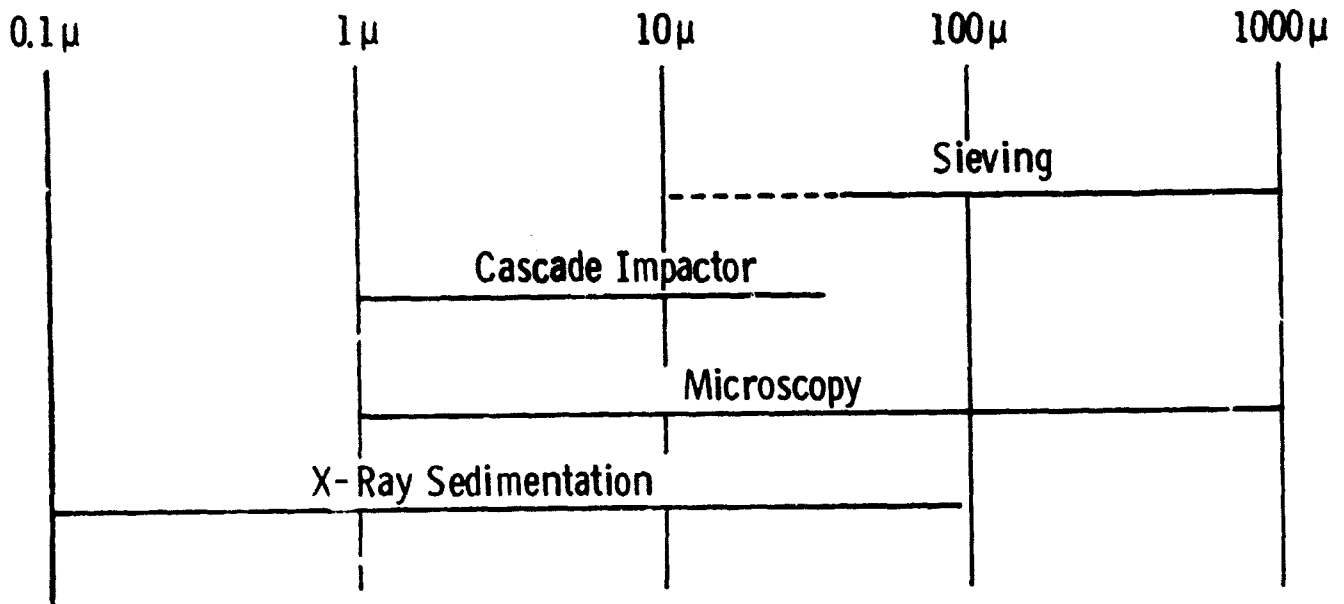 0.1μ 1μ 10μ 100μ 1000μ
Sieving
Cascade Impactor
Microscopy
X-Ray Sedimentation